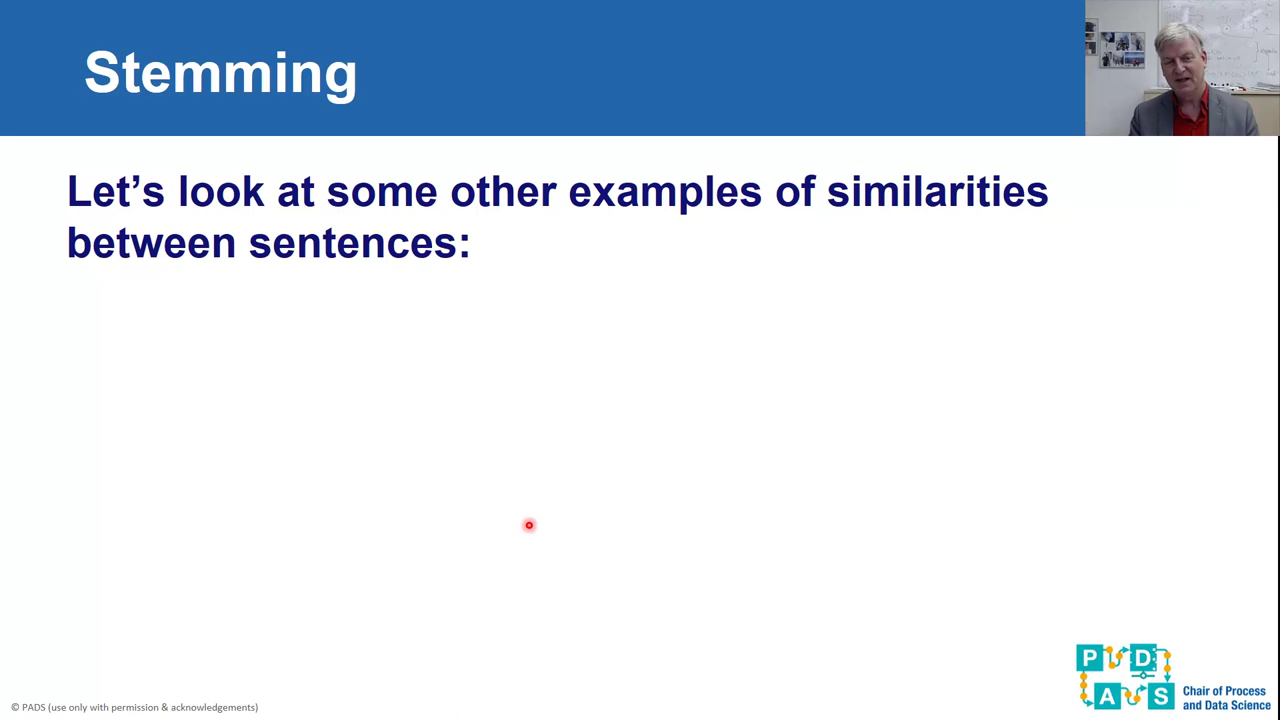 Stemming
Let’s look at some other examples of similarities
between sentences:
P D
A S
Chair of Process
and Data Science
© PADS (use only with permission & acknowledgements)